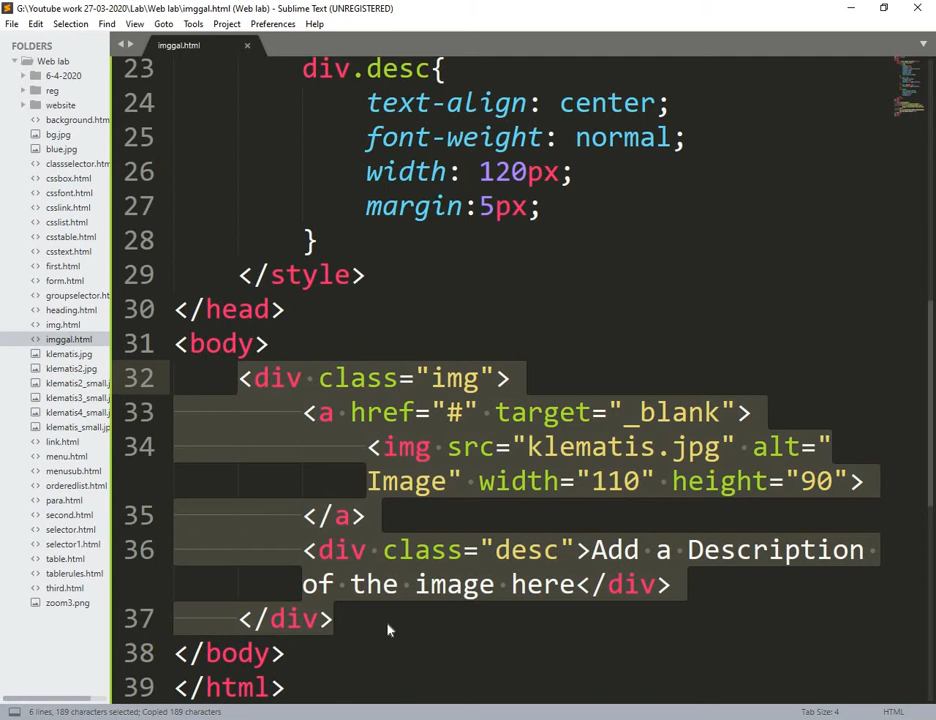 G:\Youtube work 27-03-2020\Lab\Web lab\imggal.html (Web lab) - Sublime Text (UNREGISTERED)
File Edit Selection Find View Goto Tools Project Preferences Help
FOLDERS
Web lab
6-4-2020
reg
website
background.htm
bg.jpg
blue.jpg
classselector.htm
cssbox.html
cssfont.html
csslink.html
csslist.html
csstable.html
csstext.html
first.html
form.html
groupselector.htm
heading.html
img.html
imggal.html
klematis.jpg
klematis2.jpg
klematis2_small.j
klematis3_small.j
klematis4_small.j
klematis_small.jp
link.html
menu.html
menusub.html
orderedlist.html
para.html
second.html
selector.html
selector1.html
table.html
tablerules.html
third.html
zoom3.png
imggal.html
23 div.desc{
24 text-align: center;
25 font-weight: normal;
26 width: 120px;
27 margin:5px;
28 }
29 </style>
30 </head>
31 <body>
32 <div class="img">
33 <a href="#" target="_blank">
34 <img src="klematis.jpg" alt="
Image" width="110" height="90">
35 </a>
36 <div class="desc">Add a Description
of the image here</div>
37 </div>
38 </body>
39 </html>
6 lines, 189 characters selected; Copied 189 characters
Tab Size: 4
HTML